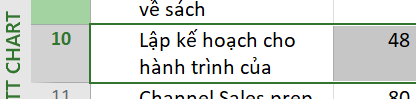 về sách
10 Lập kế hoạch cho 48
hành trình của
TT CHART